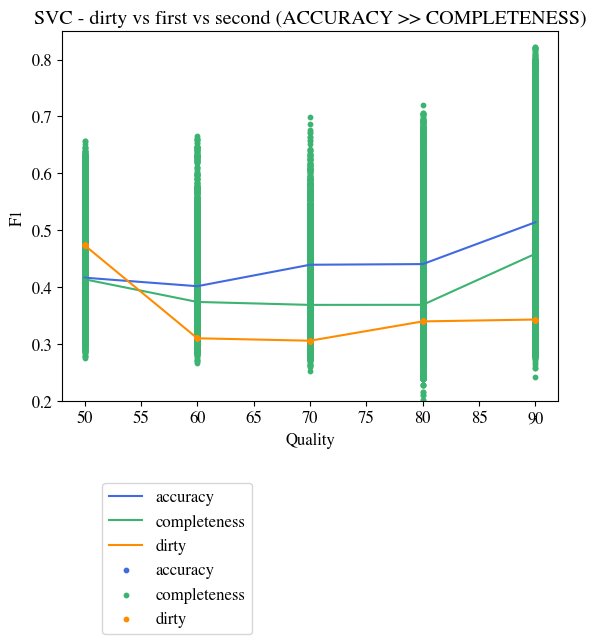 SVC - dirty vs first vs second (ACCURACY >> COMPLETENESS)
0.8
0.7
0.6
0.5
0.4
0.3
0.2
F1
50 55 60 65 70 75 80 85 90
Quality
accuracy
completeness
dirty
accuracy
completeness
dirty